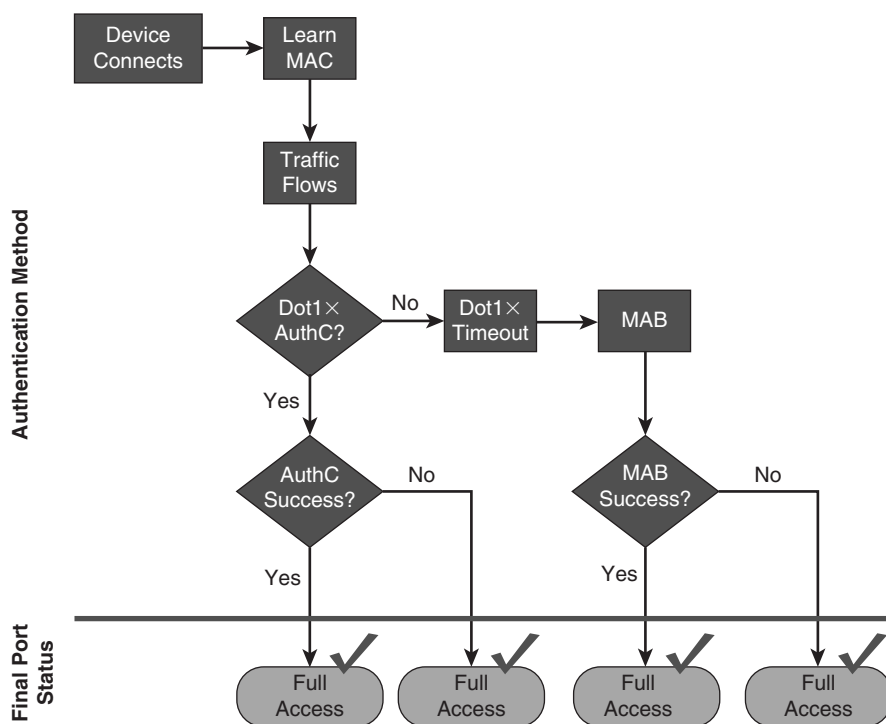 Device
Connects
Learn
MAC
Traffic
Flows
Authentication Method
Dot1×
AuthC?
No
Dot1×
Timeout
MAB
Yes
AuthC
Success?
No
MAB
Success?
No
Yes
Yes
Final Port
Status
Full
Access
Full
Access
Full
Access
Full
Access